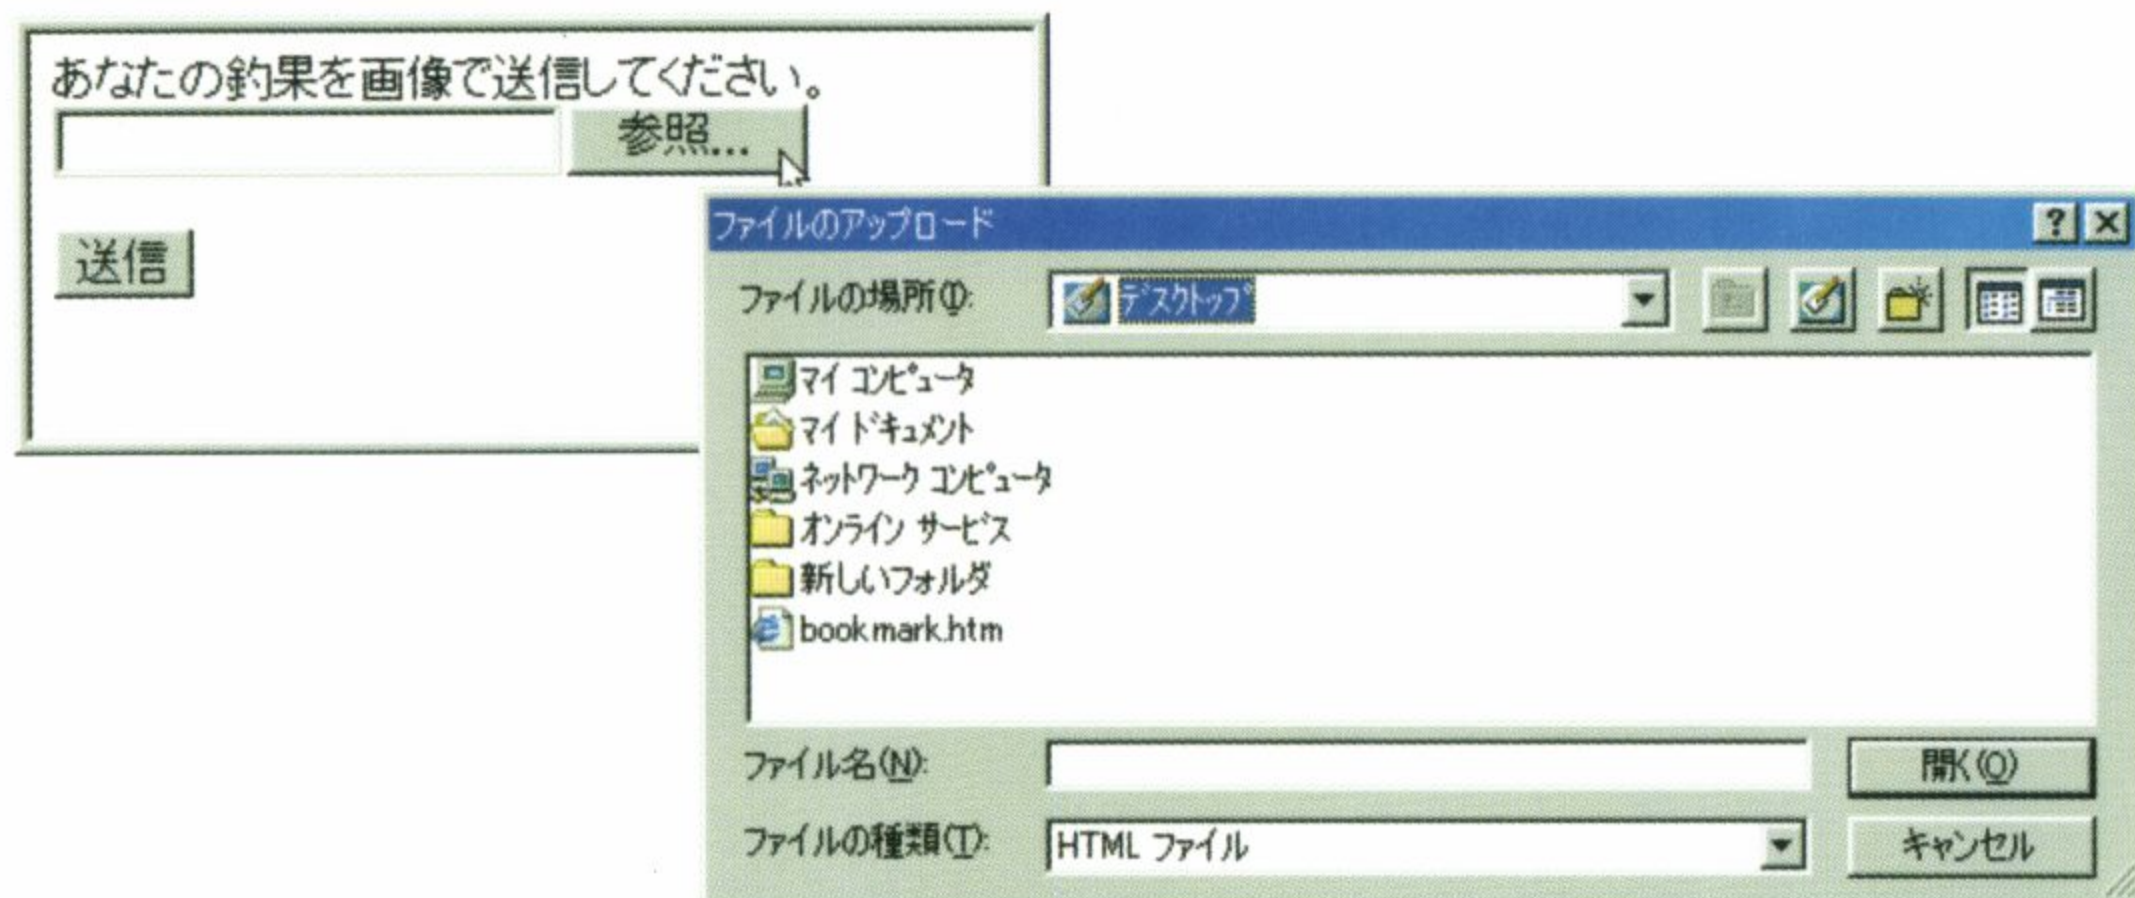 あなたの釣果を画像で送信してください。
参照...
送信
ファイルのアップロード
ファイルの場所(I):
デスクトップ
マイ コンピュータ
マイ ドキュメント
ネットワーク コンピュータ
オンライン サービス
新しいフォルダ
bookmark.htm
ファイル名(N):
開く(O)
ファイルの種類(T):
HTML ファイル
キャンセル